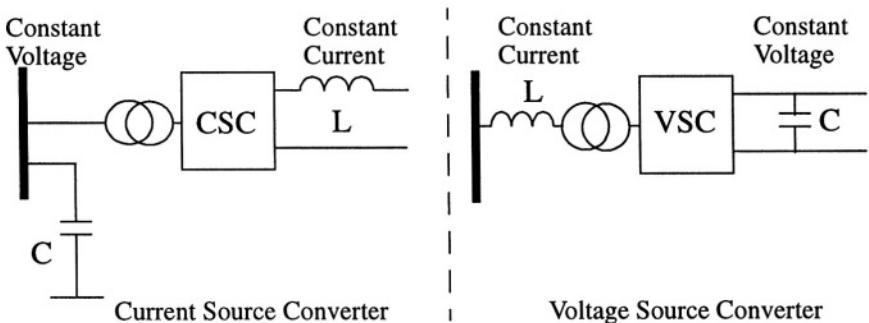 Constant
Voltage
Constant
Current
CSC
L
C
Current Source Converter
Constant
Current
Constant
Voltage
L
VSC
C
Voltage Source Converter